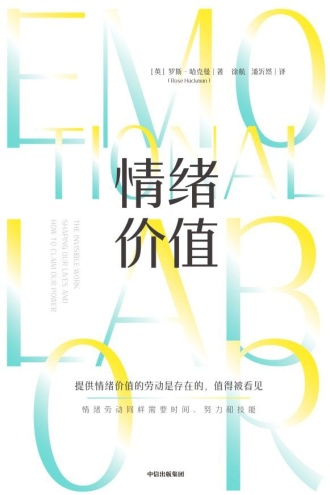 [英] 罗斯·哈克曼 | 著 徐航 潘沂然 | 译
(Rose Hackman)
EMO
TIONAL
LAB
OR
情绪
价值
THE INVISIBLE WORK
SHAPING OUR LIVES AND
HOW TO CLAIM OUR POWER
提供情绪价值的劳动是存在的，值得被看见
情绪劳动同样需要时间、努力和技能
中信出版集团